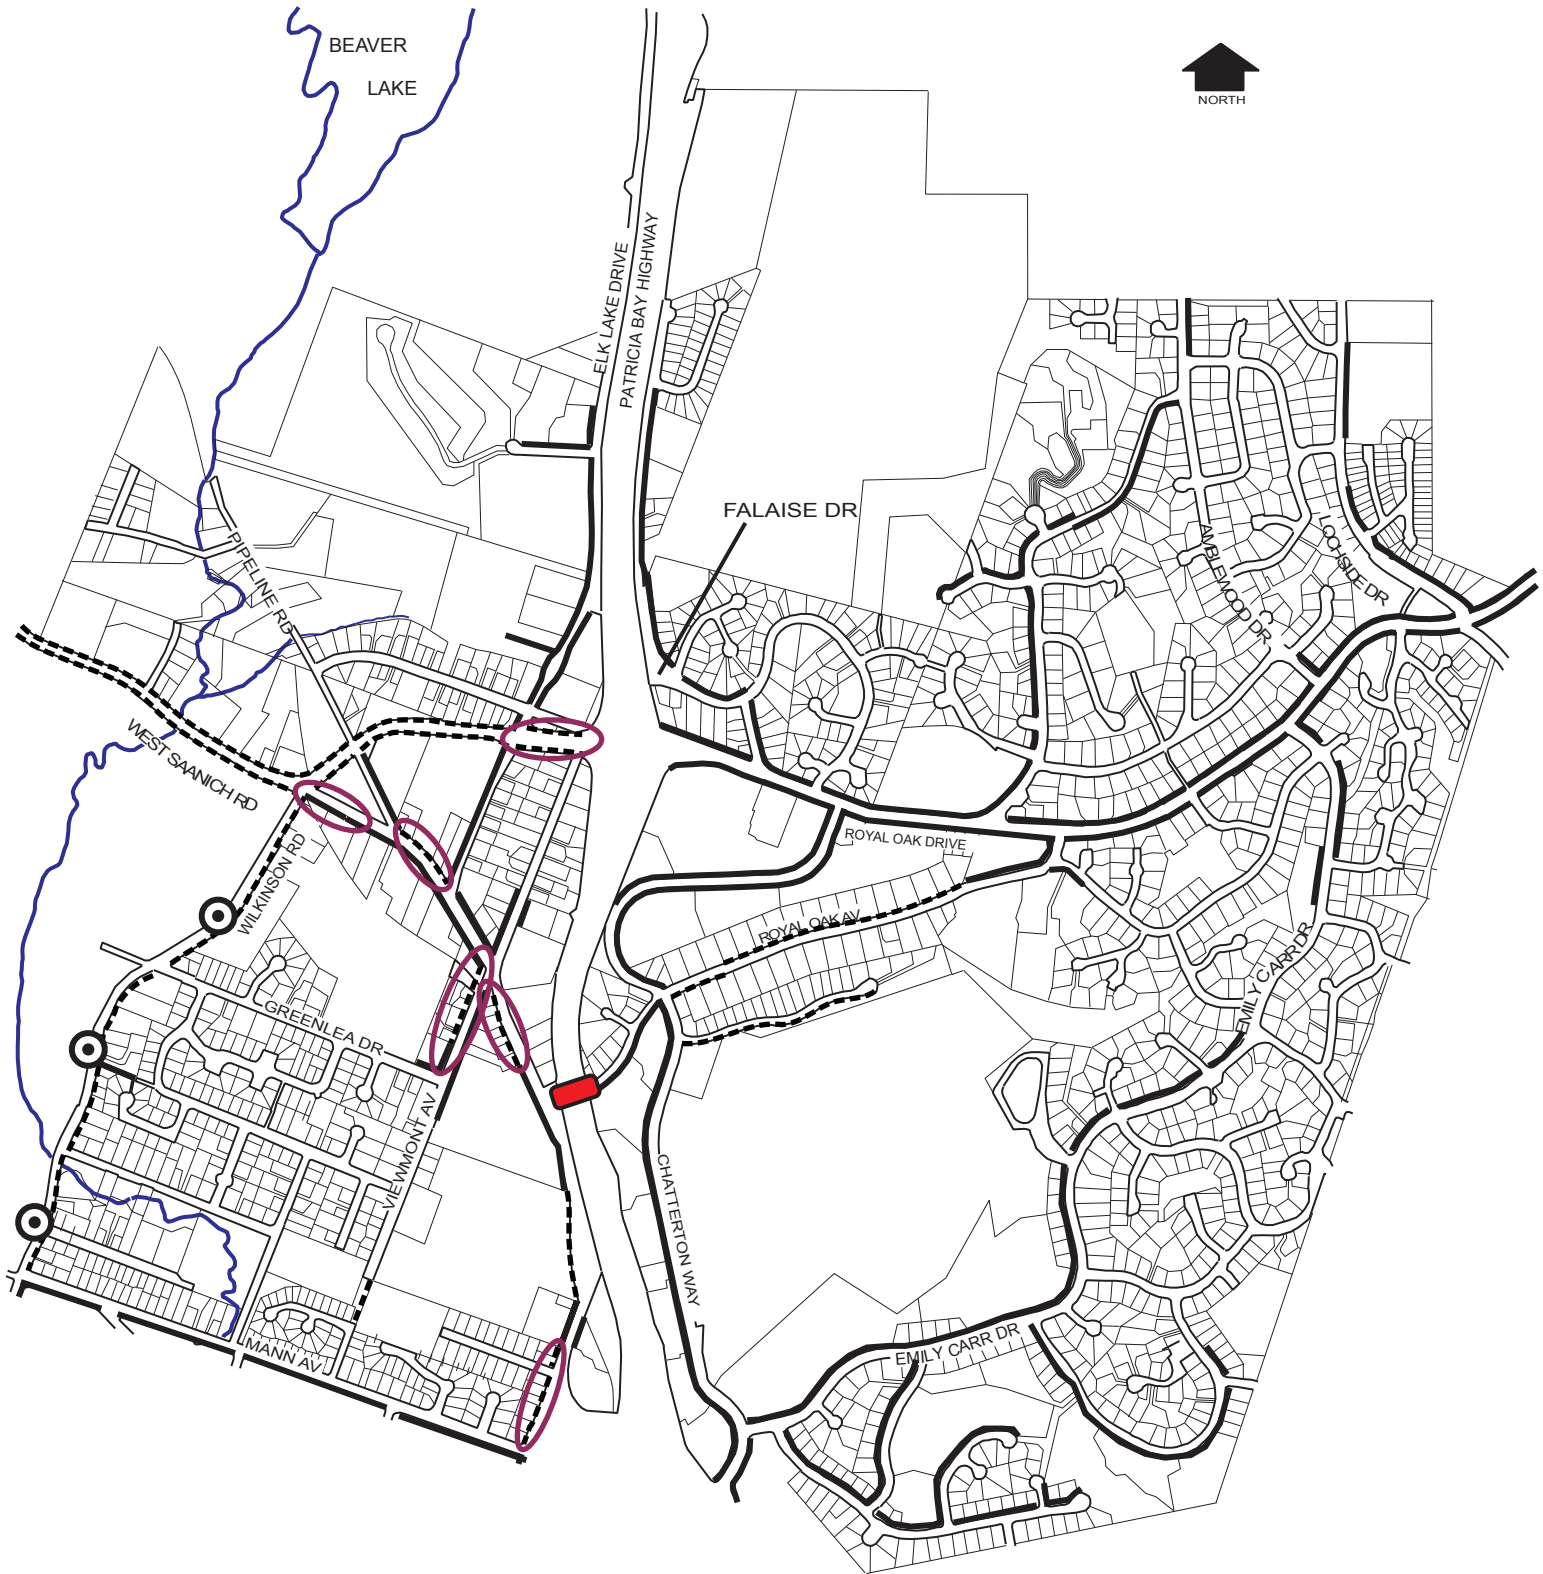 BEAVER
LAKE
NORTH
ELK LAKE DRIVE
PATRICIA BAY HIGHWAY
FALAISE DR
PIPELINE RD
AMBLEWOOD DR
LOCHSIDE DR
WEST SAANICH RD
WILKINSON RD
ROYAL OAK DRIVE
ROYAL OAK AV
EMILY CARR DR
GREENLEA DR
VIEWMONT AV
CHATTERTON WAY
EMILY CARR DR
MANN AV